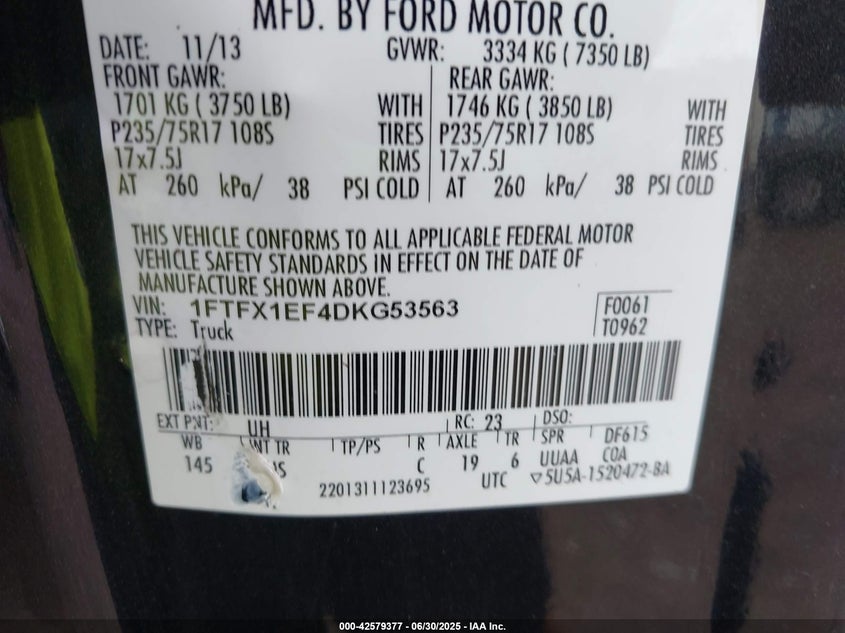 MFD. BY FORD MOTOR CO.
DATE: 11/13 GVWR: 3334 KG ( 7350 LB)
FRONT GAWR: REAR GAWR:
1701 KG ( 3750 LB) WITH 1746 KG ( 3850 LB) WITH
P235/75R17 108S TIRES P235/75R17 108S TIRES
17x7.5J RIMS 17x7.5J RIMS
AT 260 kPa/ 38 PSI COLD AT 260 kPa/ 38 PSI COLD
THIS VEHICLE CONFORMS TO ALL APPLICABLE FEDERAL MOTOR
VEHICLE SAFETY STANDARDS IN EFFECT ON THE DATE OF
MANUFACTURE SHOWN ABOVE.
VIN: 1FTFX1EF4DKG53563 F0061
TYPE: Truck T0962
EXT PNT: UH RC: 23 DSO:
WB INT TR TP/PS R AXLE TR SPR DF615
145 C 19 6 UUAA COA
2201311123695 UTC ▽5U5A-1520472-BA
000-42579377 - 06/30/2025 - IAA Inc.